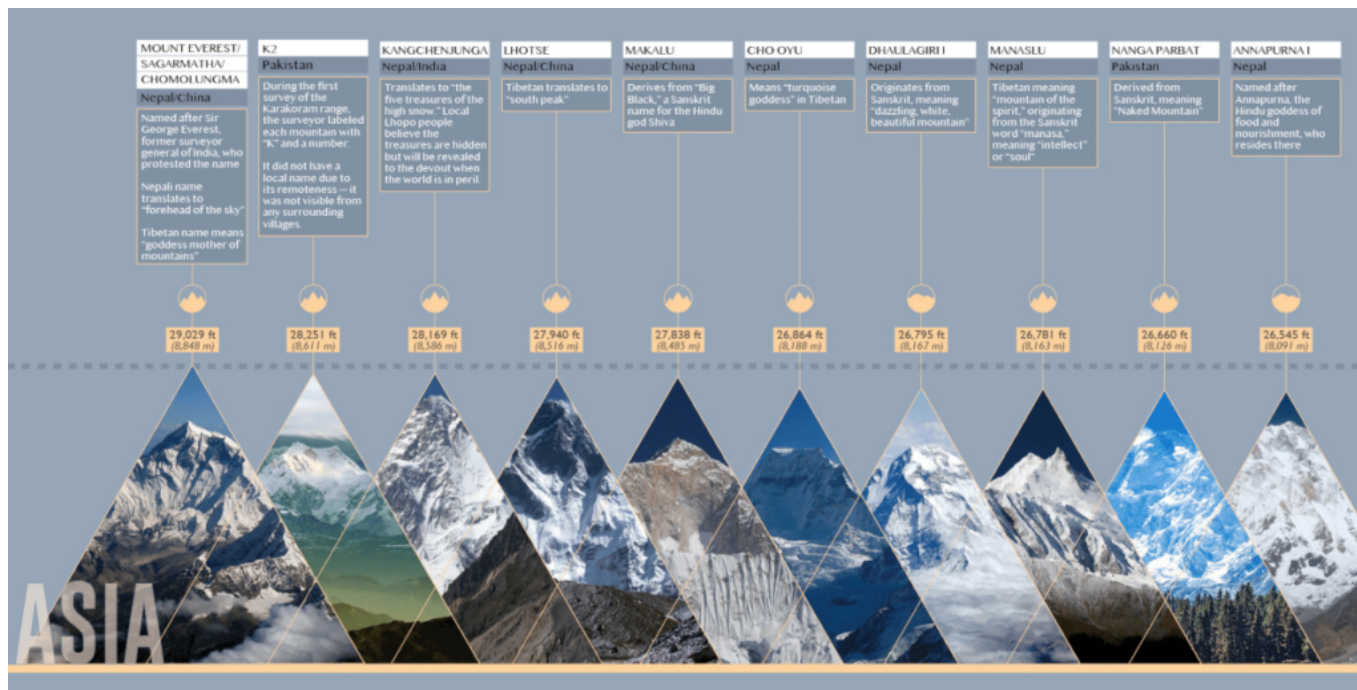 MOUNT EVEREST/
SAGARMATHA/
CHOMOLUNGMA
Nepal/China
Named after Sir
George Everest,
former surveyor
general of India, who
protested the name
Nepali name
translates to
"forehead of the sky"
Tibetan name means
"goddess mother of
mountains"
29,029 ft
(8,848 m)
K2
Pakistan
During the first
survey of the
Karakoram range,
the surveyor labeled
each mountain with
"K" and a number.
It did not have a
local name due to
its remoteness — it
was not visible from
any surrounding
villages.
28,251 ft
(8,611 m)
KANGCHENJUNGA
Nepal/India
Translates to "the
five treasures of the
high snow." Local
Lhopo people
believe the
treasures are hidden
but will be revealed
to the devout when
the world is in peril.
28,169 ft
(8,586 m)
LHOTSE
Nepal/China
Tibetan translates to
"south peak"
27,940 ft
(8,516 m)
MAKALU
Nepal/China
Derives from "Big
Black," a Sanskrit
name for the Hindu
god Shiva
27,838 ft
(8,485 m)
CHO OYU
Nepal
Means "turquoise
goddess" in Tibetan
26,864 ft
(8,188 m)
DHAULAGIRI I
Nepal
Originates from
Sanskrit, meaning
"dazzling, white,
beautiful mountain"
26,795 ft
(8,167 m)
MANASLU
Nepal
Tibetan meaning
"mountain of the
spirit," originating
from the Sanskrit
word "manasa,"
meaning "intellect"
or "soul"
26,781 ft
(8,163 m)
NANGA PARBAT
Pakistan
Derived from
Sanskrit, meaning
"Naked Mountain"
26,660 ft
(8,126 m)
ANNAPURNA I
Nepal
Named after
Annapurna, the
Hindu goddess of
food and
nourishment, who
resides there
26,545 ft
(8,091 m)
ASIA